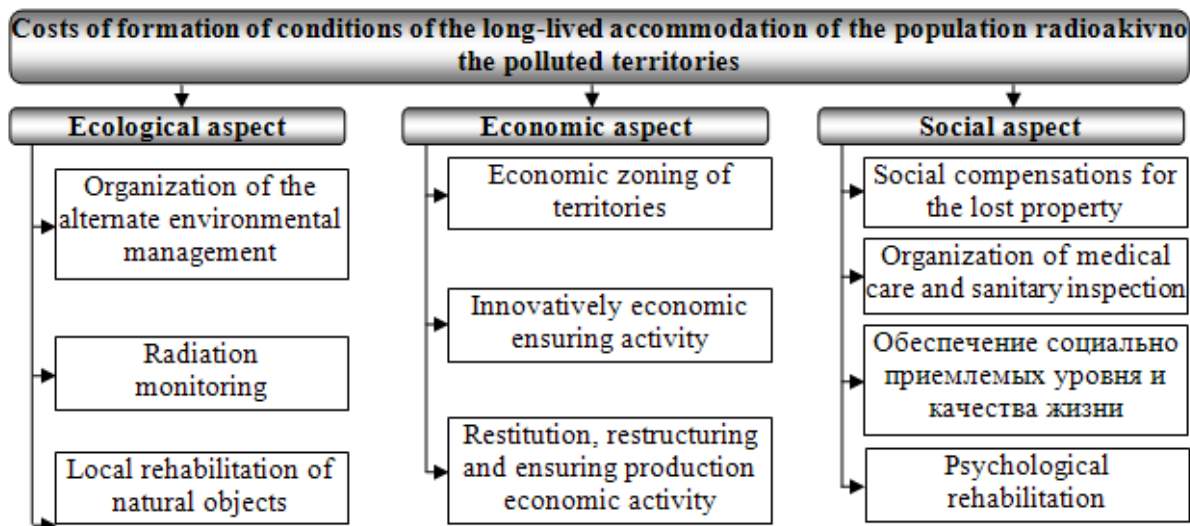 Costs of formation of conditions of the long-lived accommodation of the population radioakivno
the polluted territories
Ecological aspect
Organization of the
alternate environmental
management
Radiation
monitoring
Local rehabilitation of
natural objects
Economic aspect
Economic zoning of
territories
Innovatively economic
ensuring activity
Restitution, restructuring
and ensuring production
economic activity
Social aspect
Social compensations for
the lost property
Organization of medical
care and sanitary inspection
Обеспечение социально
приемлемых уровня и
качества жизни
Psychological
rehabilitation